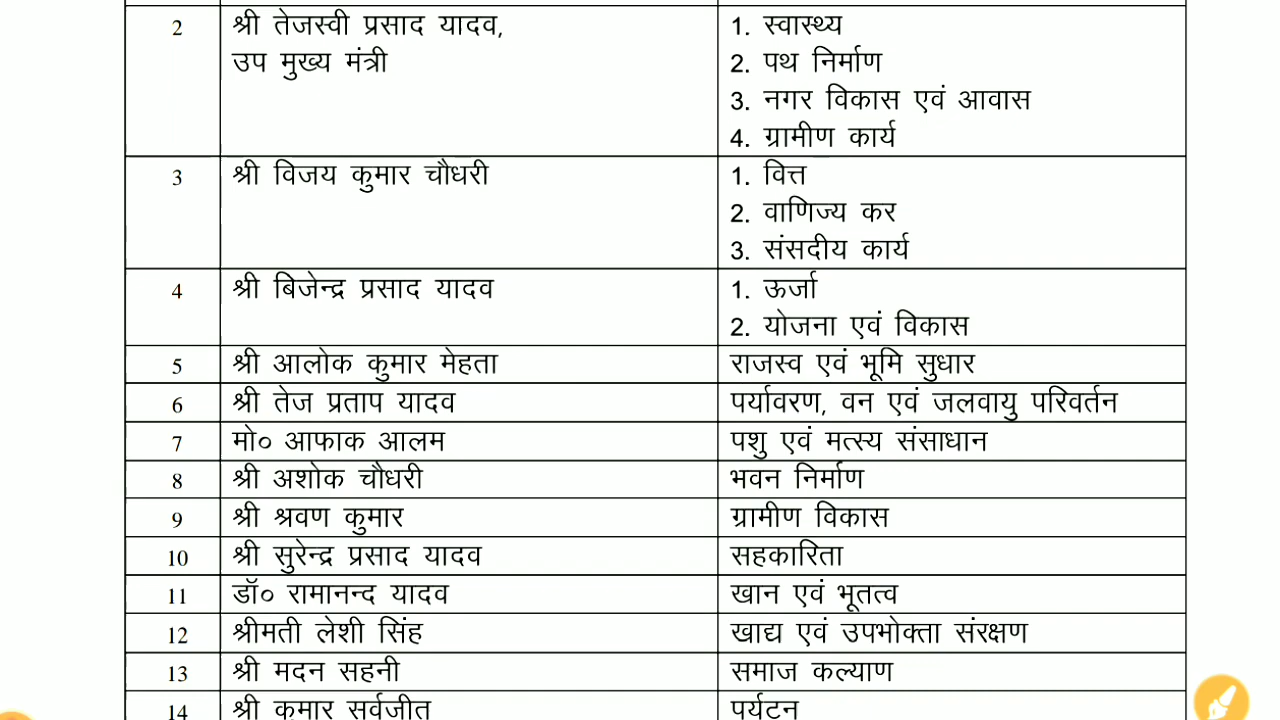 2 श्री तेजस्वी प्रसाद यादव, 1. स्वास्थ्य
उप मुख्य मंत्री 2. पथ निर्माण
3. नगर विकास एवं आवास
4. ग्रामीण कार्य
3 श्री विजय कुमार चौधरी 1. वित्त
2. वाणिज्य कर
3. संसदीय कार्य
4 श्री बिजेन्द्र प्रसाद यादव 1. ऊर्जा
2. योजना एवं विकास
5 श्री आलोक कुमार मेहता राजस्व एवं भूमि सुधार
6 श्री तेज प्रताप यादव पर्यावरण, वन एवं जलवायु परिवर्तन
7 मो० आफाक आलम पशु एवं मत्स्य संसाधान
8 श्री अशोक चौधरी भवन निर्माण
9 श्री श्रवण कुमार ग्रामीण विकास
10 श्री सुरेन्द्र प्रसाद यादव सहकारिता
11 डॉ० रामानन्द यादव खान एवं भूतत्व
12 श्रीमती लेशी सिंह खाद्य एवं उपभोक्ता संरक्षण
13 श्री मदन सहनी समाज कल्याण
14 श्री कुमार सर्वजीत पर्यटन